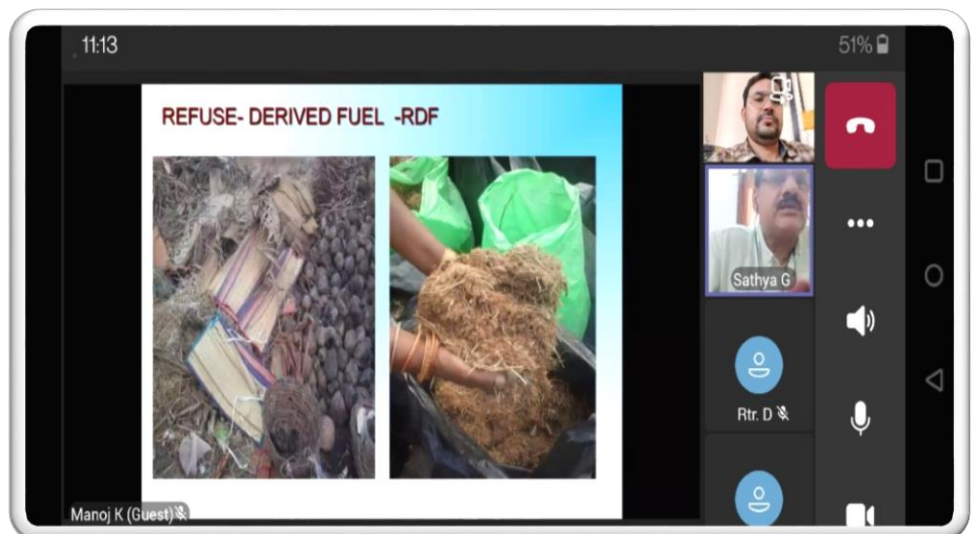 11:13
51%
REFUSE- DERIVED FUEL -RDF
Sathya G
Rtr. D
Manoj K (Guest)